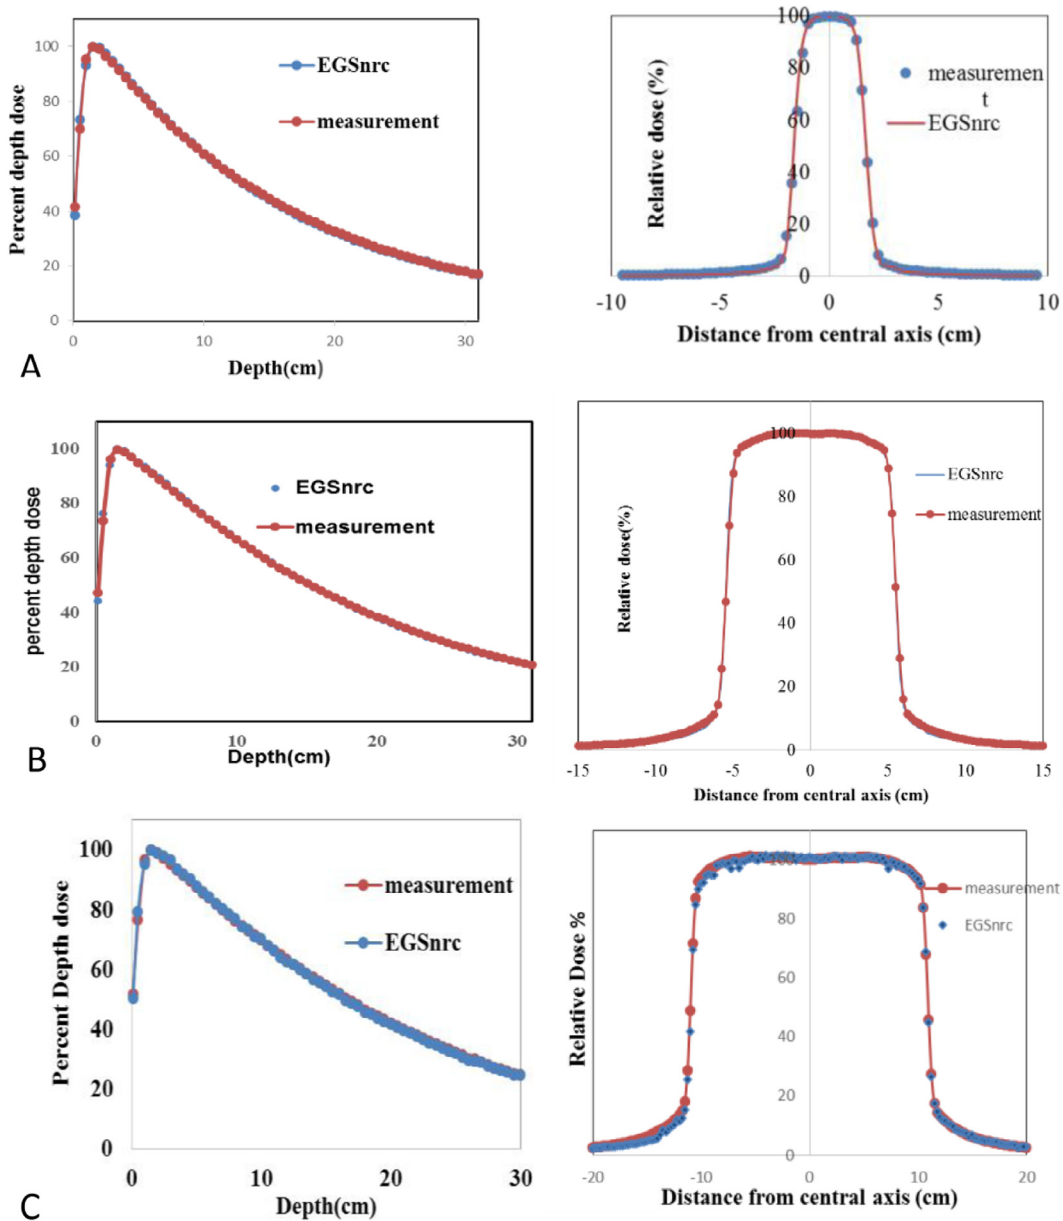 100
80
60
40
20
0
0
10
20
30
Percent depth dose
Depth(cm)
EGSnrc
measurement
A
100
80
60
40
20
0
-10
-5
0
5
10
Relative dose (%)
Distance from central axis (cm)
measuremen
t
EGSnrc
100
80
60
40
20
0
0
10
20
30
percent depth dose
Depth(cm)
EGSnrc
measurement
B
100
80
60
40
20
0
-15
-10
-5
0
5
10
15
Relative dose(%)
Distance from central axis (cm)
EGSnrc
measurement
100
80
60
40
20
0
0
10
20
30
Percent Depth dose
Depth(cm)
measurement
EGSnrc
C
100
80
60
40
20
0
-20
-10
0
10
20
Relative Dose %
Distance from central axis (cm)
measurement
EGSnrc